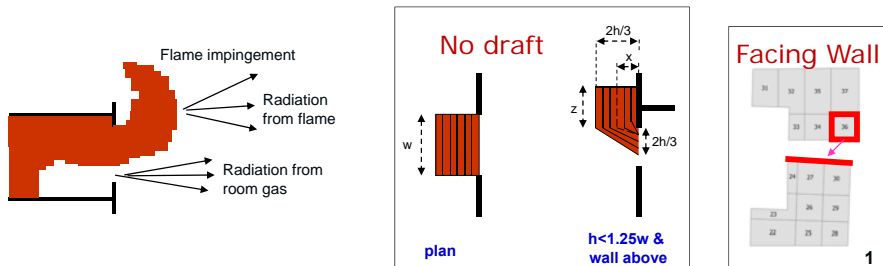 Flame impingement
Radiation
from flame
Radiation from
room gas
No draft
2h/3
x
z
w
2h/3
plan
h<1.25w &
wall above
Facing Wall
31 32 35 37
33 34 36
24 27 30
26 29
23
22 25 28
1